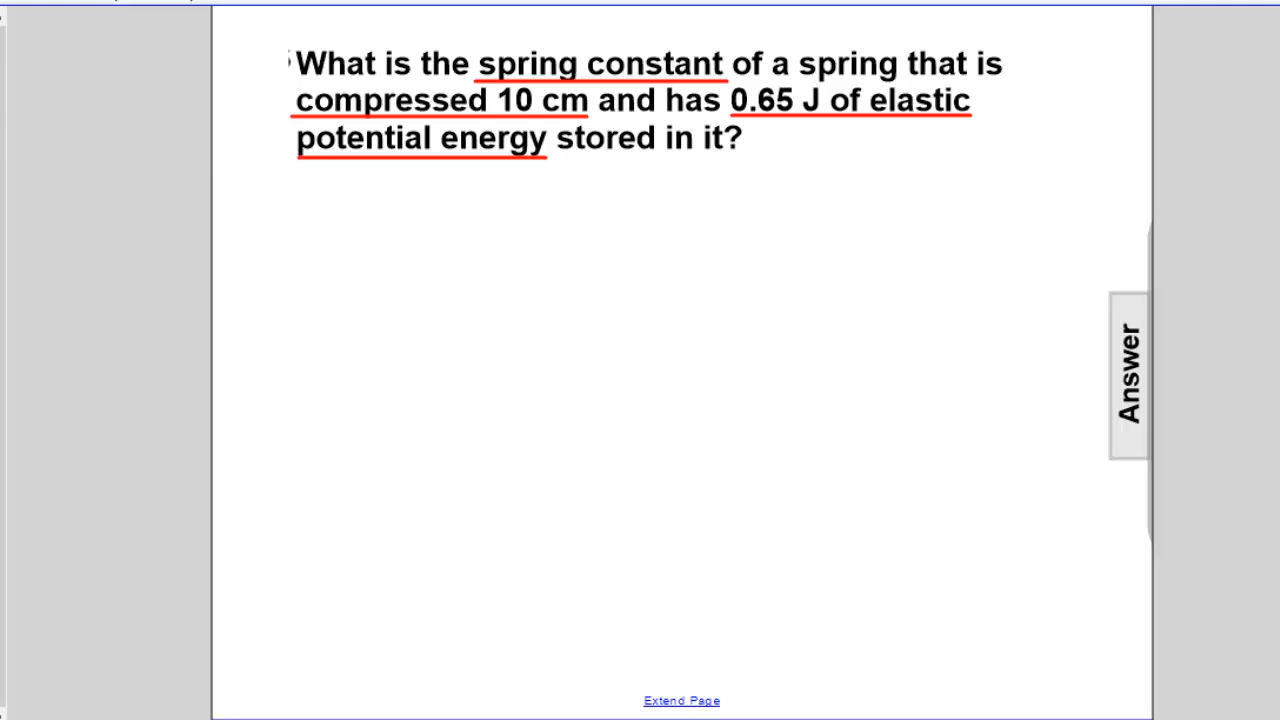 What is the spring constant of a spring that is
compressed 10 cm and has 0.65 J of elastic
potential energy stored in it?
Answer
Extend Page